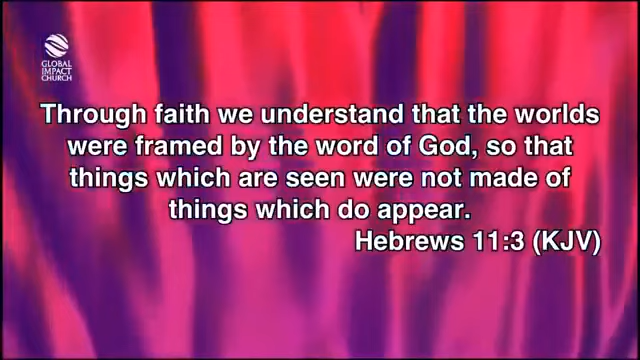 GLOBAL
IMPACT
CHURCH
Through faith we understand that the worlds
were framed by the word of God, so that
things which are seen were not made of
things which do appear.
Hebrews 11:3 (KJV)